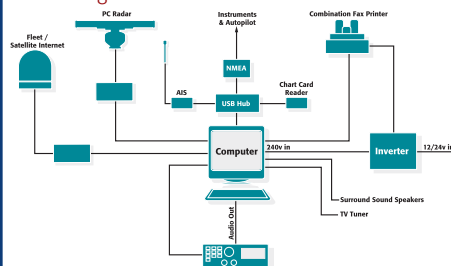 PC Radar
Instruments
& Autopilot
Combination Fax Printer
Fleet /
Satellite Internet
NMEA
AIS
USB Hub
Chart Card
Reader
Computer
240v in
Inverter
12/24v in
Surround Sound Speakers
TV Tuner
Audio Out